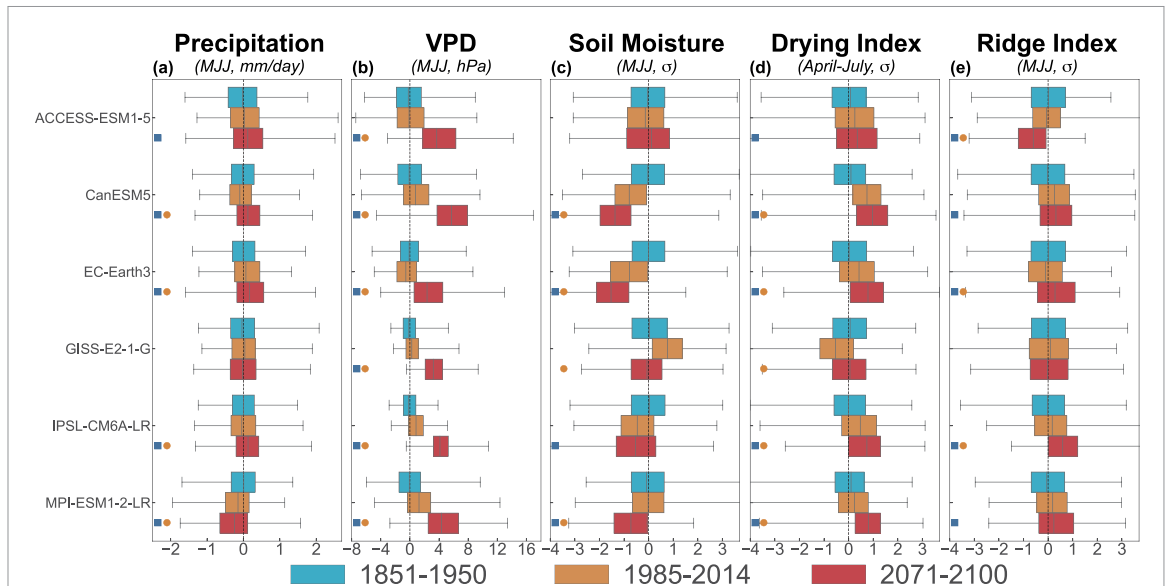 Precipitation VPD Soil Moisture Drying Index Ridge Index
(a) (MJJ, mm/day) (b) (MJJ, hPa) (c) (MJJ, σ) (d) (April-July, σ) (e) (MJJ, σ)
ACCESS-ESM1-5
CanESM5
EC-Earth3
GISS-E2-1-G
IPSL-CM6A-LR
MPI-ESM1-2-LR
−2 −1 0 1 2 −8 −4 0 4 8 12 16 −4 −3 −2 −1 0 1 2 3 −4 −3 −2 −1 0 1 2 3 −4 −3 −2 −1 0 1 2 3
1851-1950 1985-2014 2071-2100